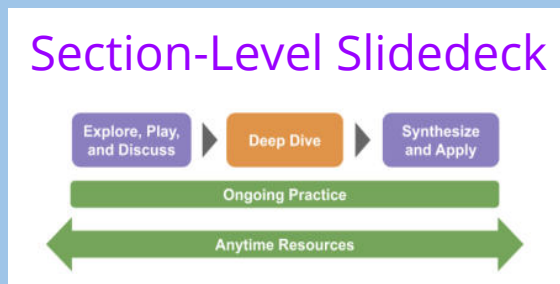 Section-Level Slidedeck
Explore, Play,
and Discuss
Deep Dive
Synthesize
and Apply
Ongoing Practice
Anytime Resources